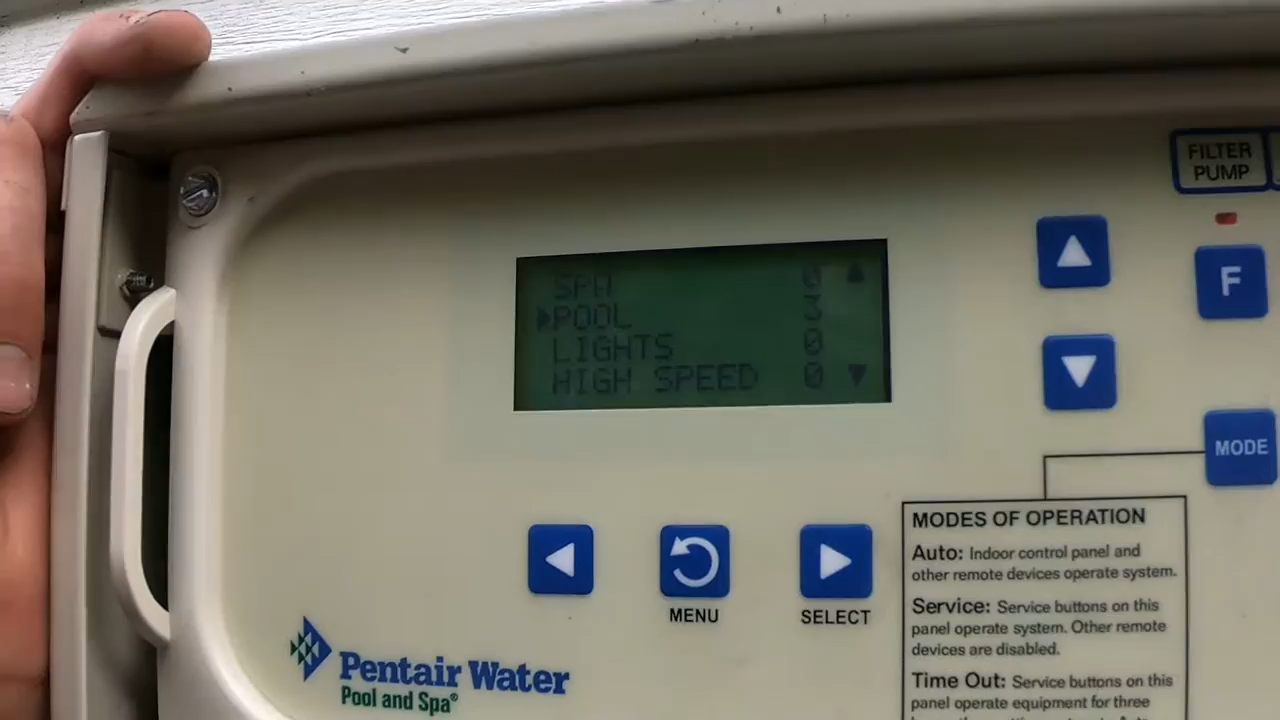 FILTER
PUMP
SPA 0
POOL 3
LIGHTS 0
HIGH SPEED 0
F
MODE
MENU
SELECT
MODES OF OPERATION
Auto: Indoor control panel and
other remote devices operate system.
Service: Service buttons on this
panel operate system. Other remote
devices are disabled.
Time Out: Service buttons on this
panel operate equipment for three
Pentair Water
Pool and Spa®